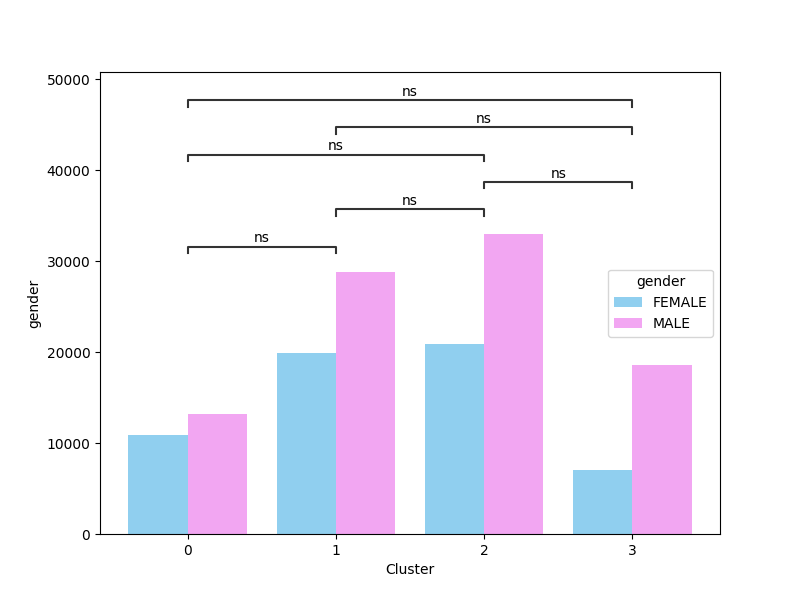 50000
40000
30000
20000
10000
0
gender
ns
ns
ns
ns
ns
ns
gender
FEMALE
MALE
0
1
2
3
Cluster